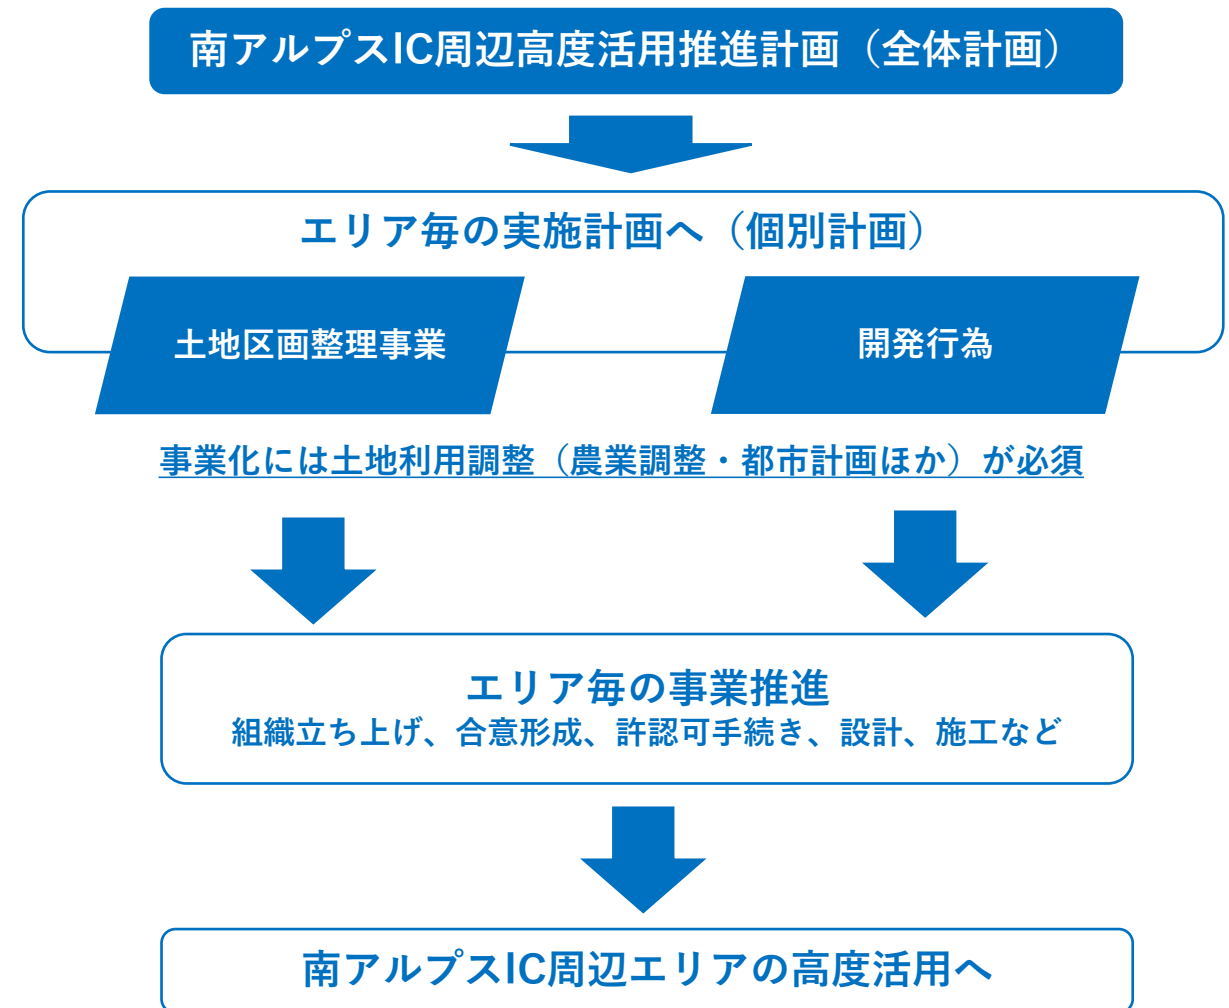 南アルプスIC周辺高度活用推進計画（全体計画）
エリア毎の実施計画へ（個別計画）
土地区画整理事業
開発行為
事業化には土地利用調整（農業調整・都市計画ほか）が必須
エリア毎の事業推進
組織立ち上げ、合意形成、許認可手続き、設計、施工など
南アルプスIC周辺エリアの高度活用へ